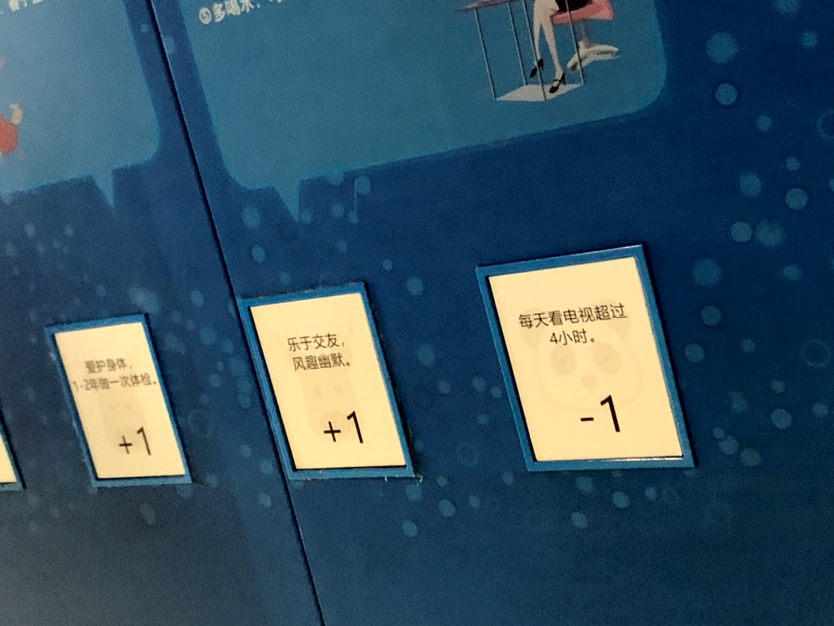 ⑤多喝水，
爱护身体，
1-2年做一次体检。
+1
乐于交友，
风趣幽默。
+1
每天看电视超过
4小时。
-1